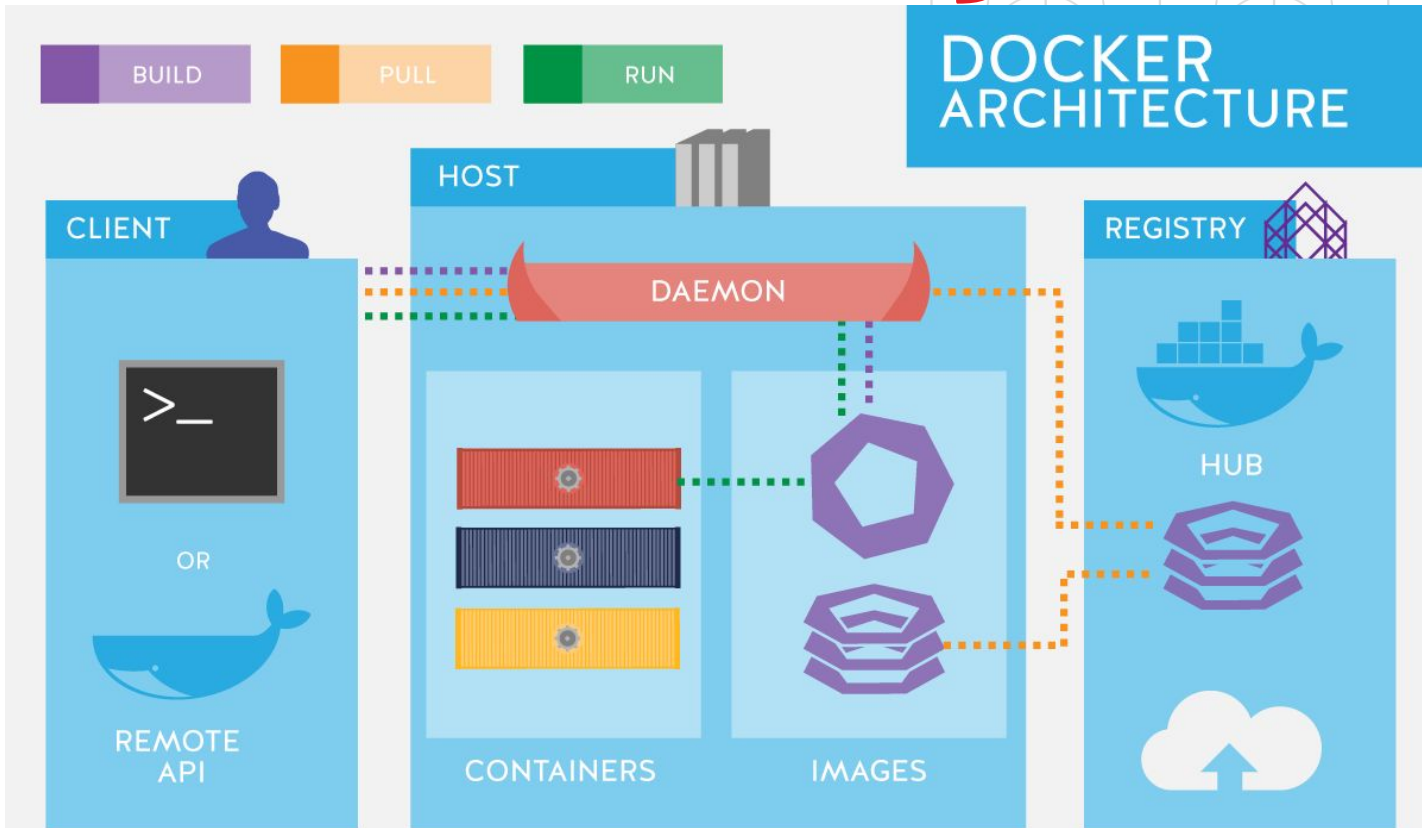 BUILD
PULL
RUN
DOCKER
ARCHITECTURE
HOST
CLIENT
REGISTRY
DAEMON
>_
HUB
OR
REMOTE
API
CONTAINERS
IMAGES